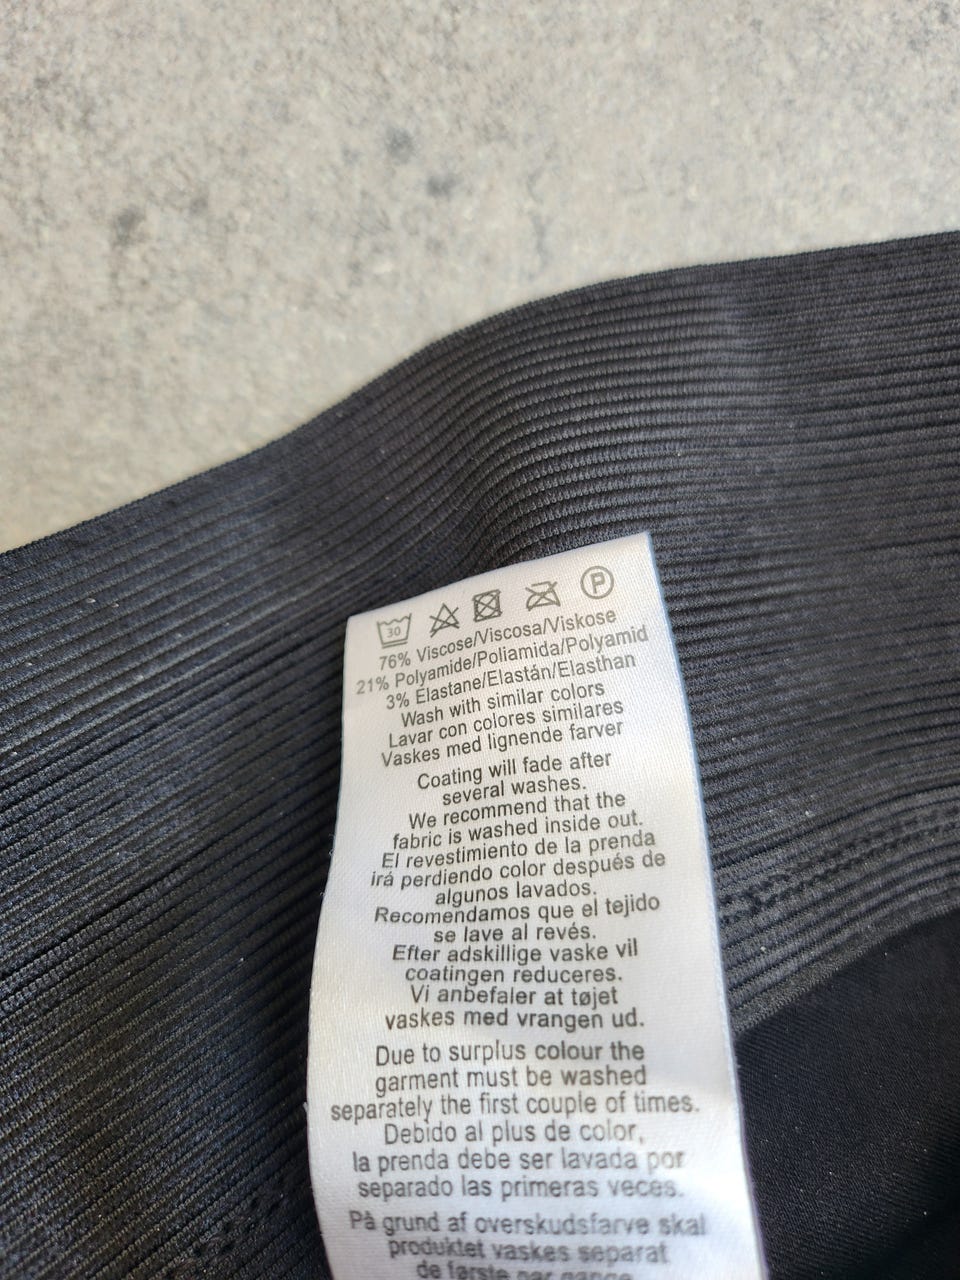 30 P
76% Viscose/Viscosa/Viskose
21% Polyamide/Poliamida/Polyamid
3% Elastane/Elastán/Elasthan
Wash with similar colors
Lavar con colores similares
Vaskes med lignende farver
Coating will fade after
several washes.
We recommend that the
fabric is washed inside out.
El revestimiento de la prenda
irá perdiendo color después de
algunos lavados.
Recomendamos que el tejido
se lave al revés.
Efter adskillige vaske vil
coatingen reduceres.
Vi anbefaler at tøjet
vaskes med vrangen ud.
Due to surplus colour the
garment must be washed
separately the first couple of times.
Debido al plus de color,
la prenda debe ser lavada por
separado las primeras veces.
På grund af overskudsfarve skal
produktet vaskes separat
de første par gange